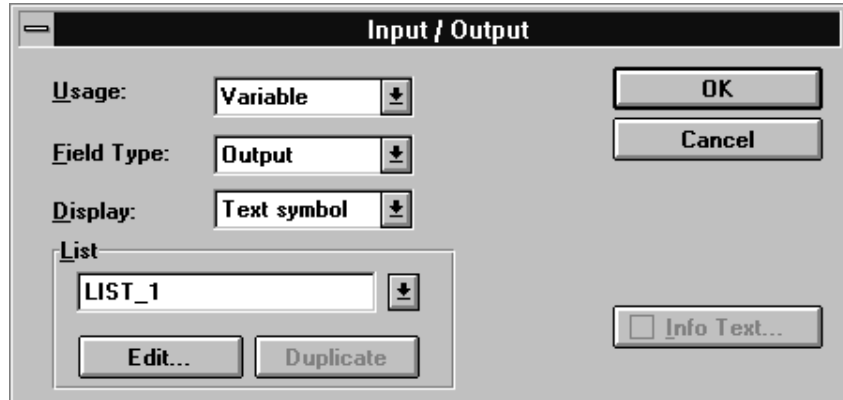 Input / Output
Usage: Variable
OK
Field Type: Output
Cancel
Display: Text symbol
List
LIST_1
Info Text...
Edit... Duplicate